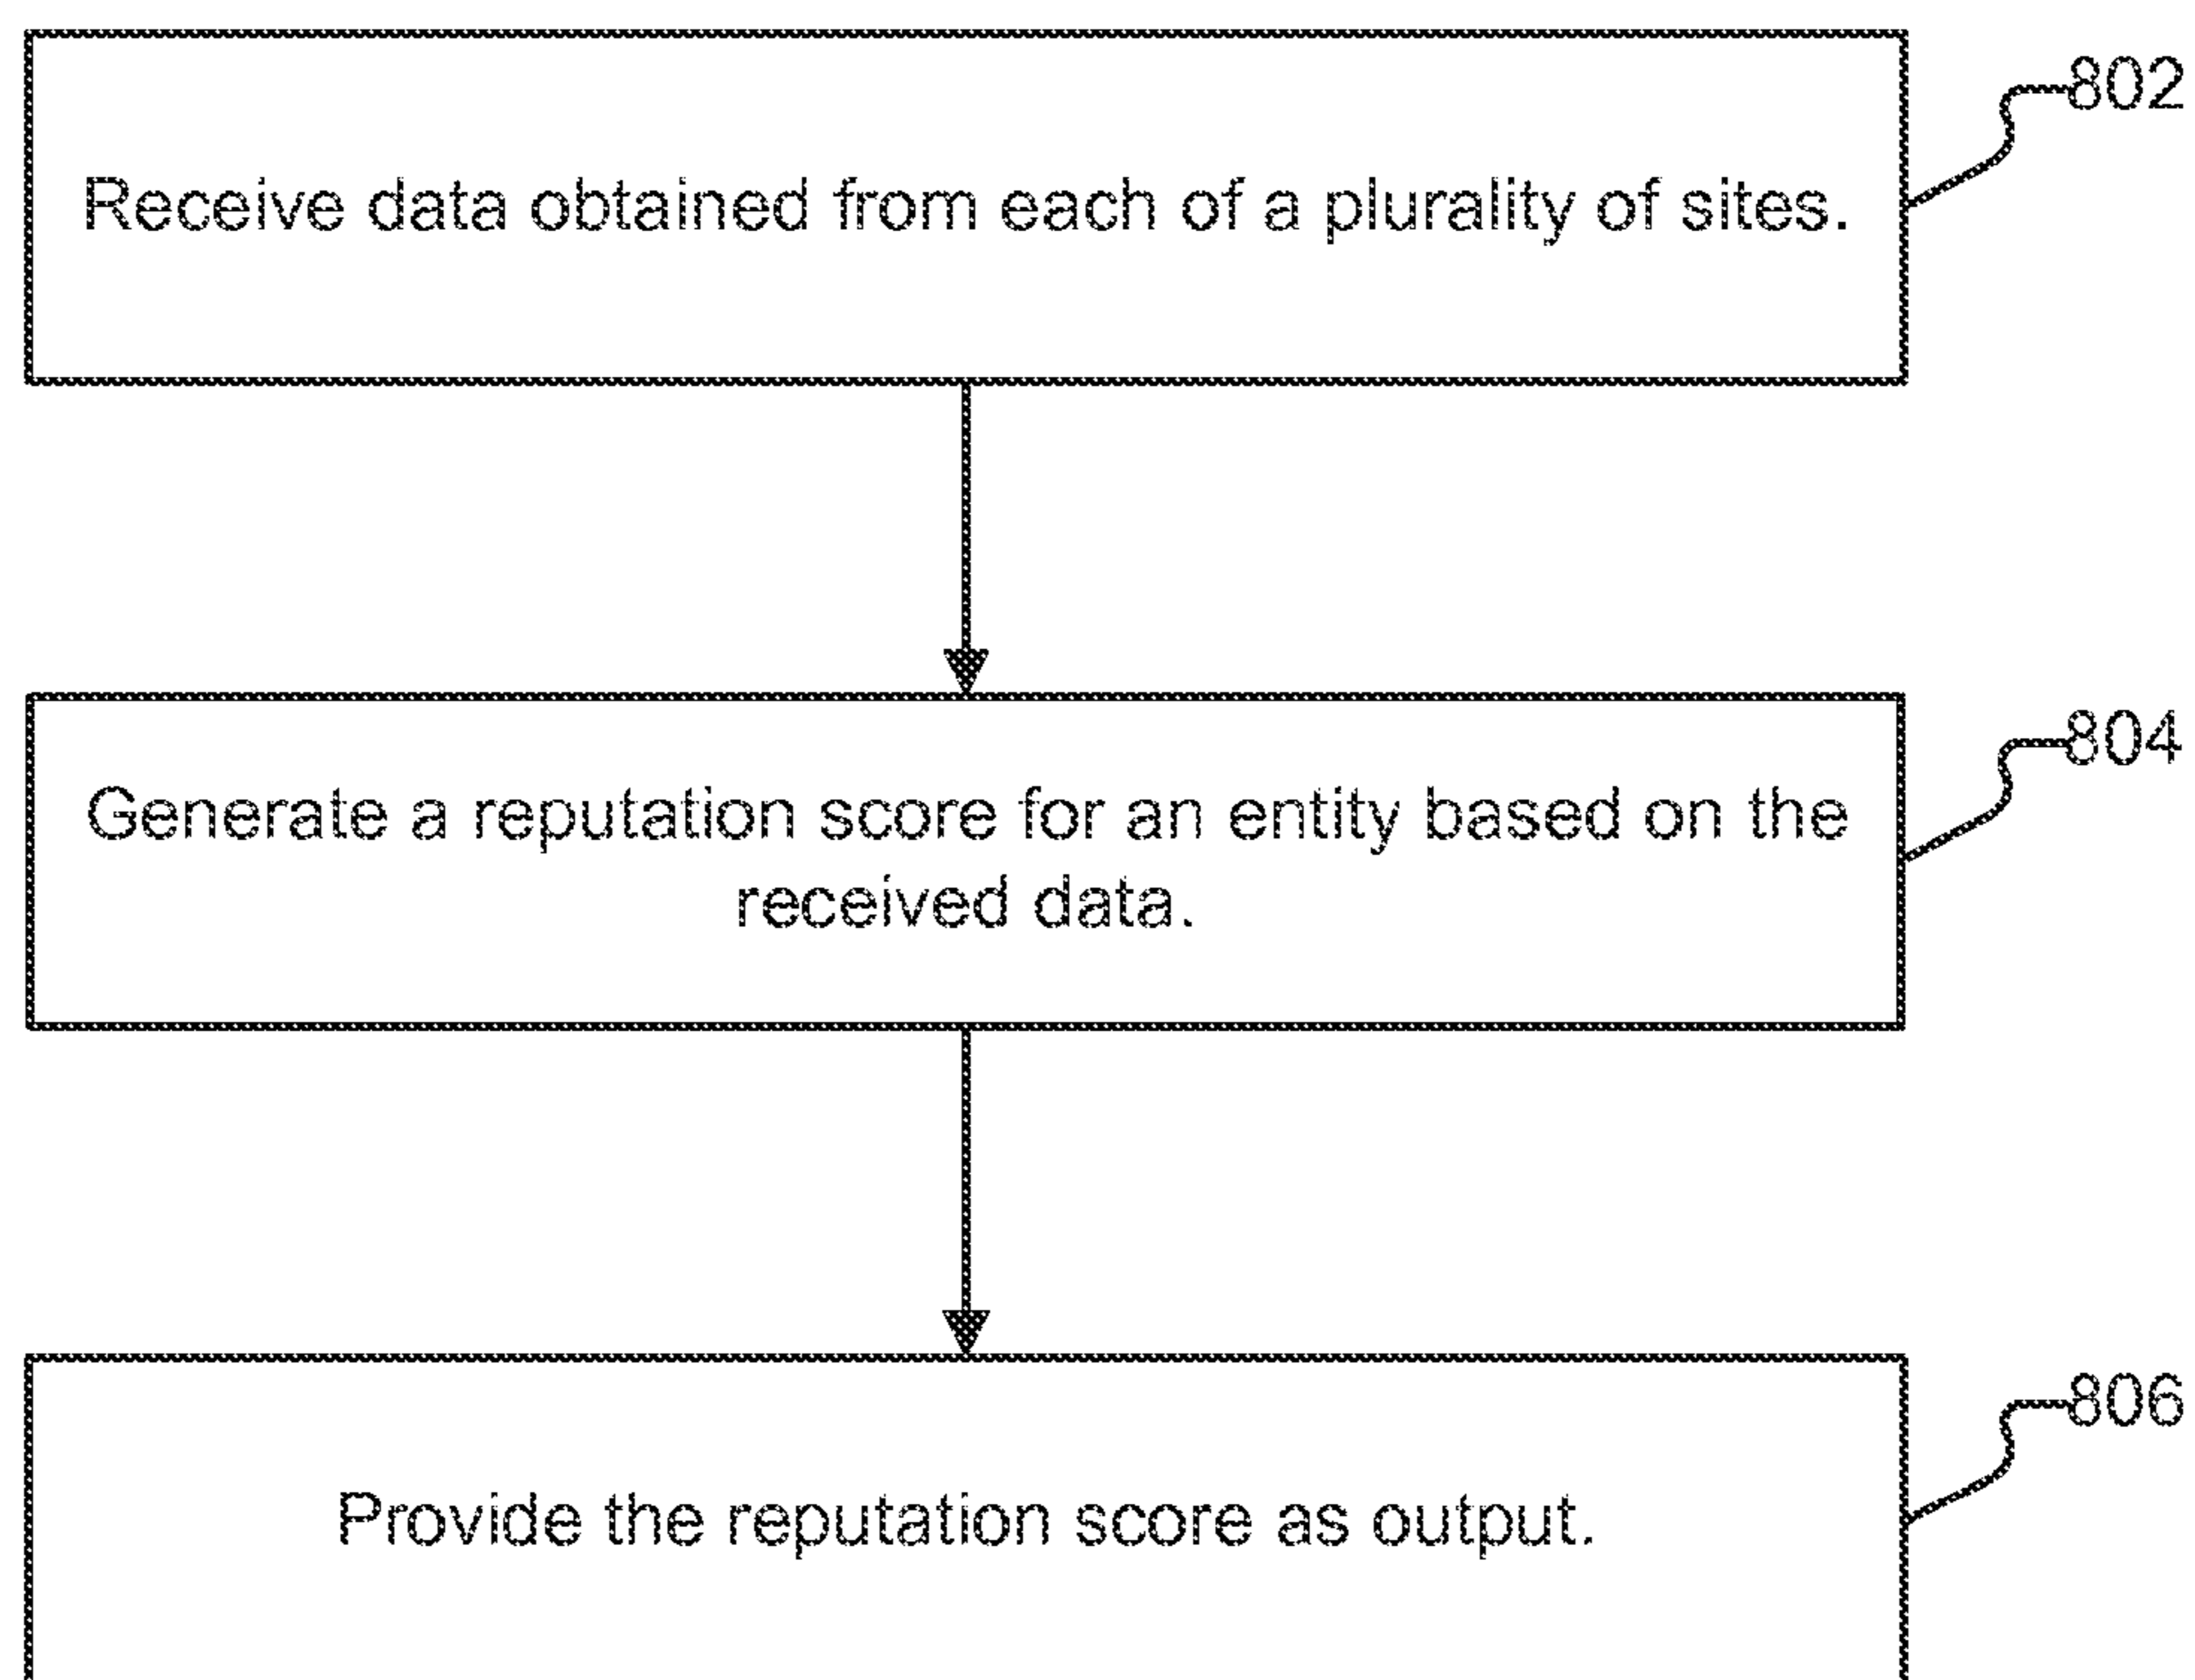 802
Receive data obtained from each of a plurality of sites.
804
Generate a reputation score for an entity based on the
received data.
806
Provide the reputation score as output.